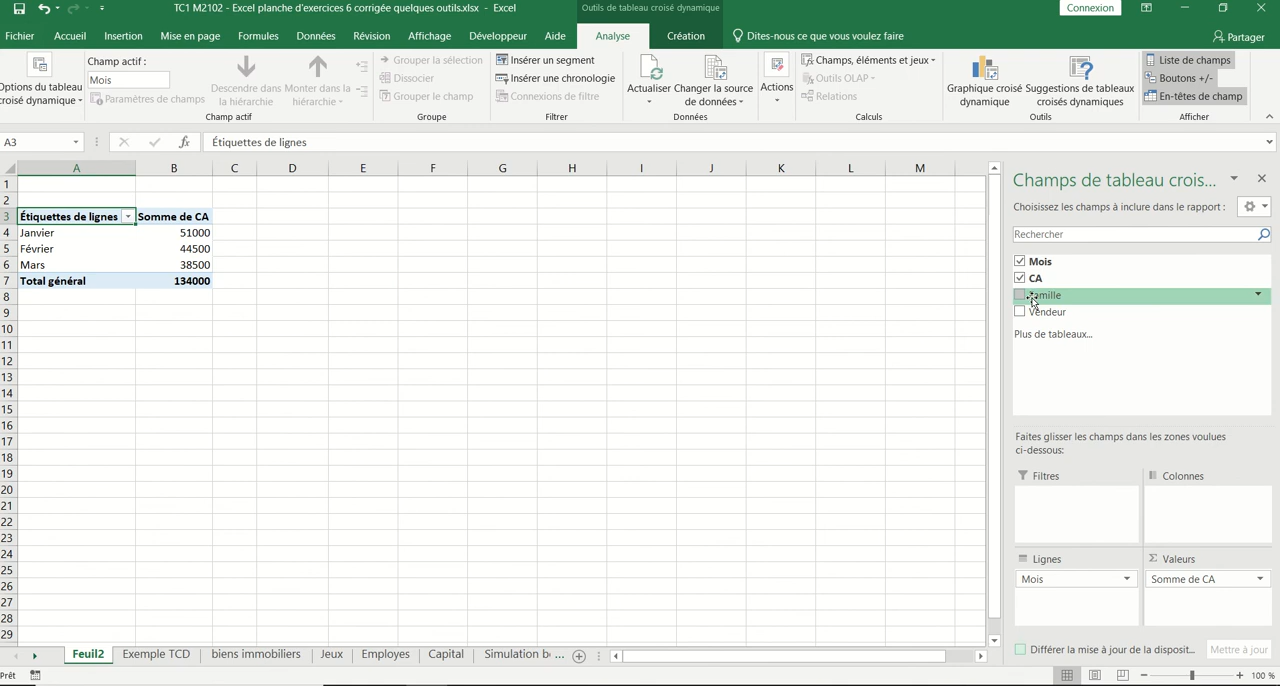 TC1 M2102 - Excel planche d'exercices 6 corrigée quelques outils.xlsx - Excel
Outils de tableau croisé dynamique
Connexion
Fichier Accueil Insertion Mise en page Formules Données Révision Affichage Développeur Aide Analyse Création Dites-nous ce que vous voulez faire Partager
Options du tableau
croisé dynamique
Champ actif :
Mois
Paramètres de champs
Descendre dans
la hiérarchie
Monter dans la
hiérarchie
Champ actif
Grouper la sélection
Dissocier
Grouper le champ
Groupe
Insérer un segment
Insérer une chronologie
Connexions de filtre
Filtrer
Actualiser
Changer la source
de données
Données
Actions
Champs, éléments et jeux
Outils OLAP
Relations
Calculs
Graphique croisé
dynamique
Suggestions de tableaux
croisés dynamiques
Outils
Liste de champs
Boutons +/-
En-têtes de champ
Afficher
A3
fx
Étiquettes de lignes
A B C D E F G H I J K L M
1
2
3 Étiquettes de lignes Somme de CA
4 Janvier 51000
5 Février 44500
6 Mars 38500
7 Total général 134000
8
9
10
11
12
13
14
15
16
17
18
19
20
21
22
23
24
25
26
27
28
29
Champs de tableau crois...
Choisissez les champs à inclure dans le rapport :
Rechercher
Mois
CA
Famille
Vendeur
Plus de tableaux...
Faites glisser les champs dans les zones voulues
ci-dessous:
Filtres
Colonnes
Lignes
Σ Valeurs
Mois
Somme de CA
Différer la mise à jour de la disposit...
Mettre à jour
Feuil2 Exemple TCD biens immobiliers Jeux Employes Capital Simulation b ...
Prêt
100 %